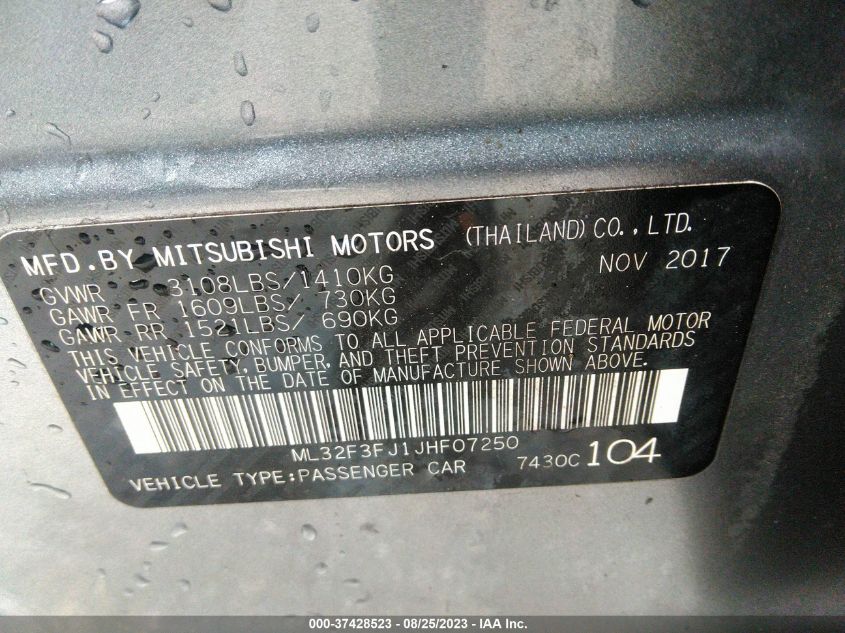 MFD.BY MITSUBISHI MOTORS (THAILAND) CO., LTD.
NOV 2017
GVWR 3108LBS/1410KG
GAWR FR 1609LBS/ 730KG
GAWR RR 1521LBS/ 690KG
THIS VEHICLE CONFORMS TO ALL APPLICABLE FEDERAL MOTOR
VEHICLE SAFETY, BUMPER, AND THEFT PREVENTION STANDARDS
IN EFFECT ON THE DATE OF MANUFACTURE SHOWN ABOVE.
ML32F3FJ1JHF07250
VEHICLE TYPE:PASSENGER CAR 7430C 104
000-37428523 - 08/25/2023 - IAA Inc.